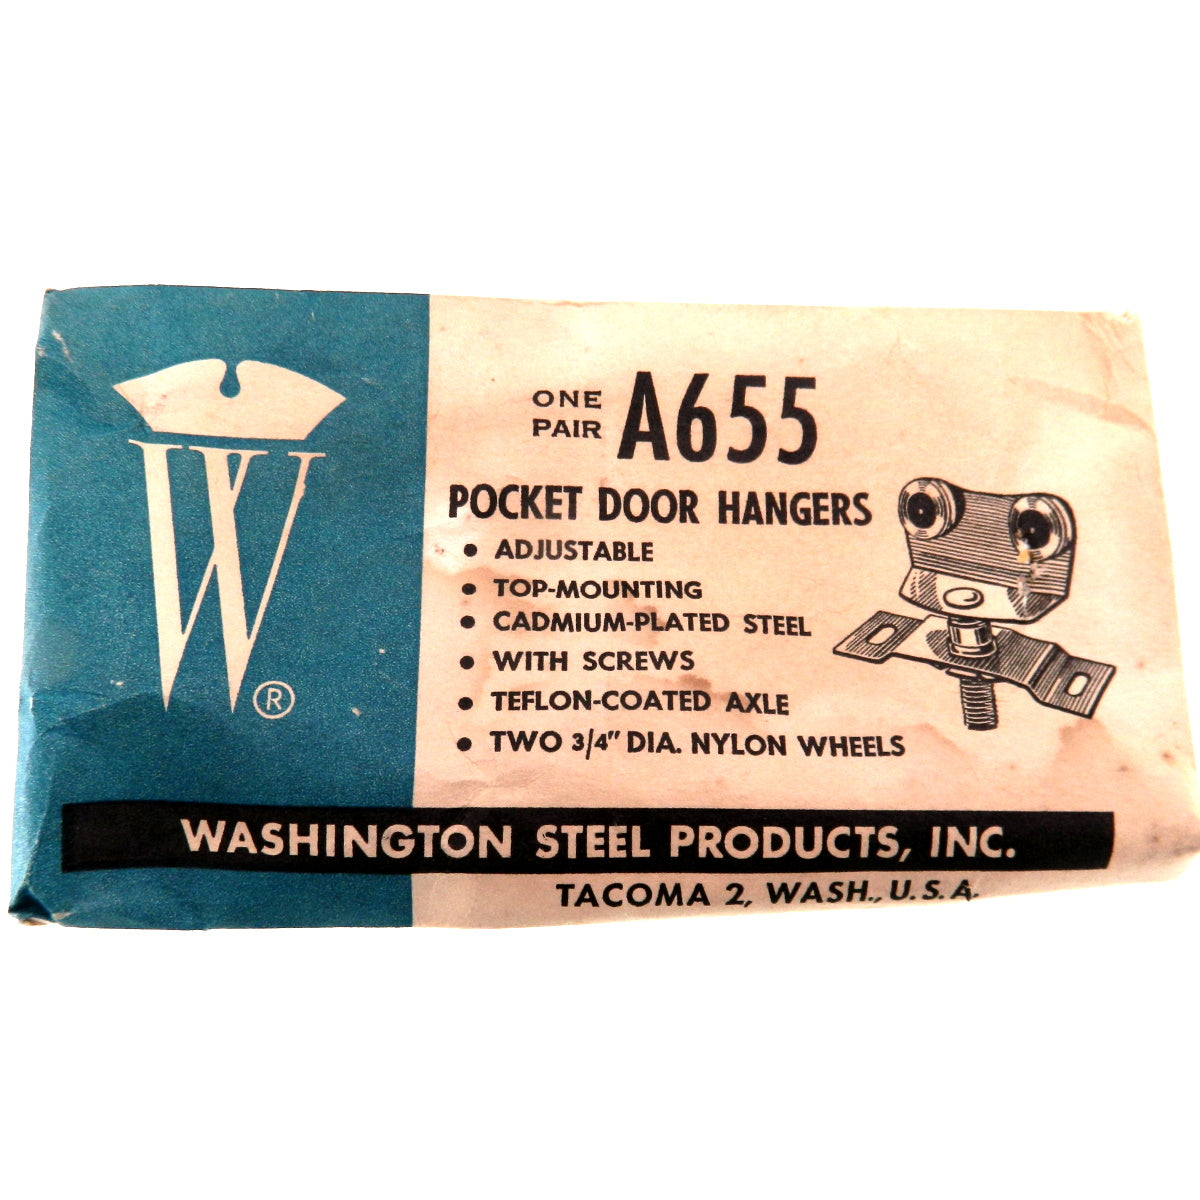 W ®
ONE
PAIR A655
POCKET DOOR HANGERS
• ADJUSTABLE
• TOP-MOUNTING
• CADMIUM-PLATED STEEL
• WITH SCREWS
• TEFLON-COATED AXLE
• TWO 3/4" DIA. NYLON WHEELS
WASHINGTON STEEL PRODUCTS, INC.
TACOMA 2, WASH., U.S.A.